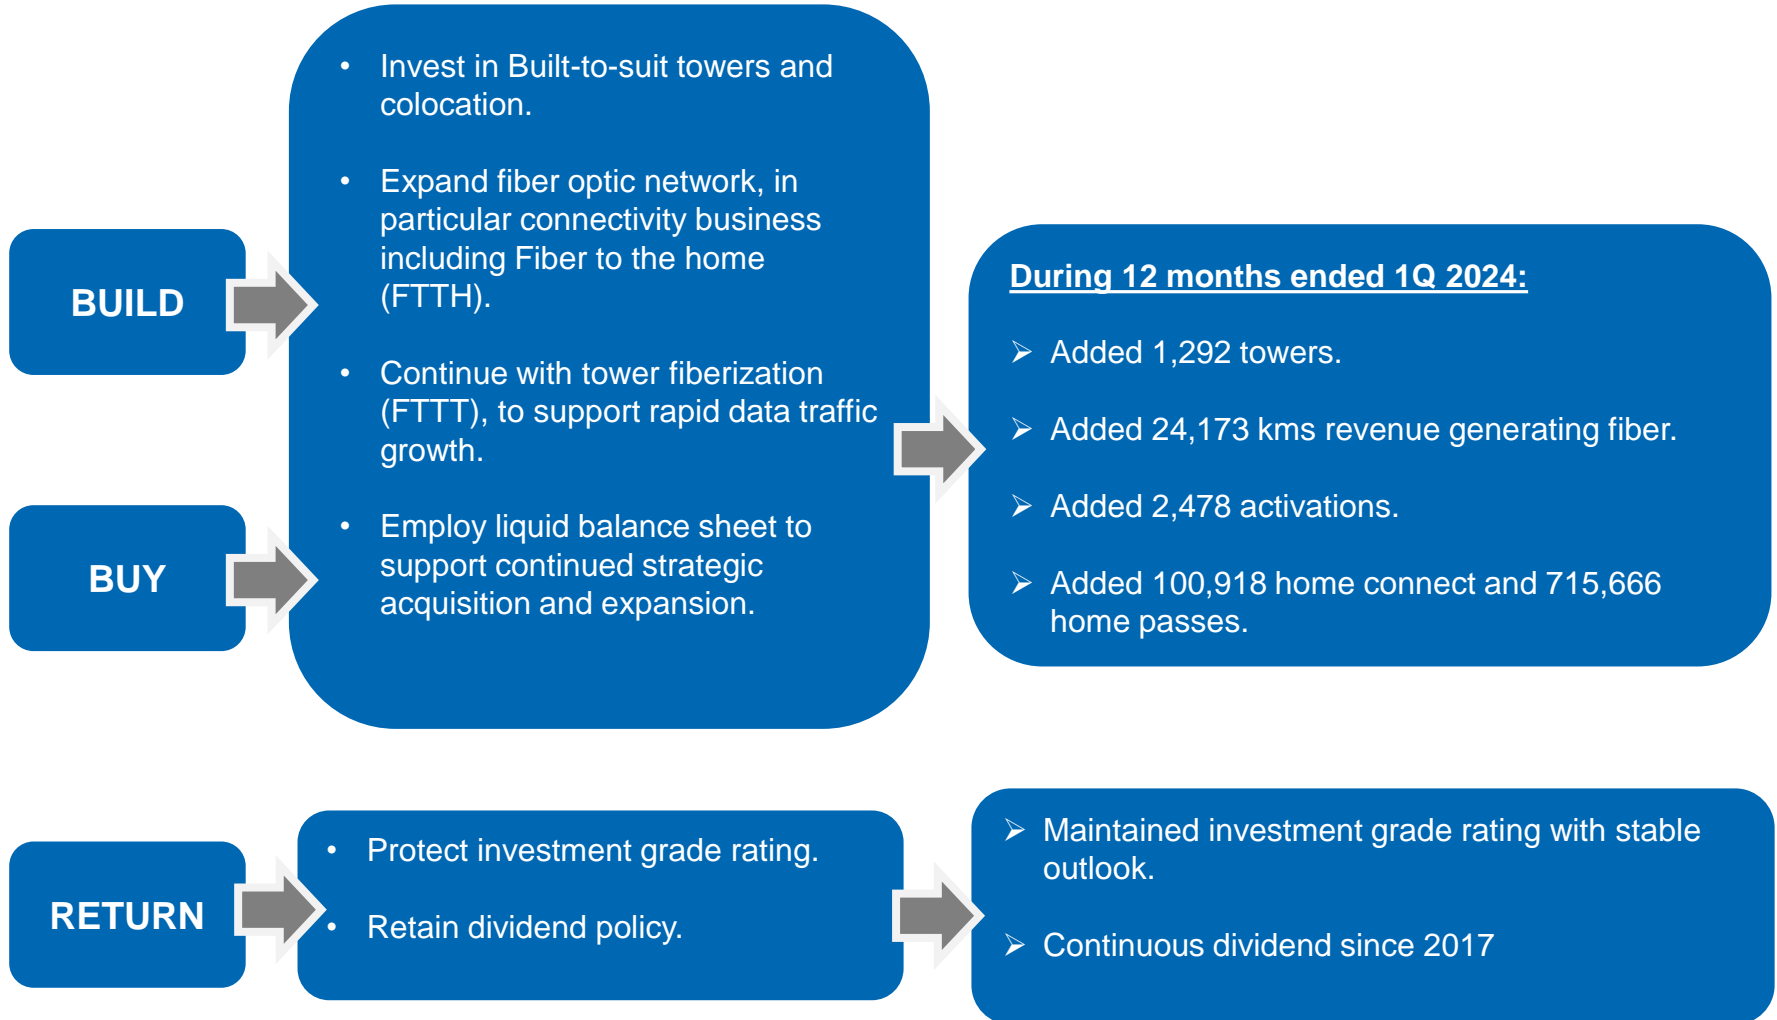 BUILD
• Invest in Built-to-suit towers and
colocation.
• Expand fiber optic network, in
particular connectivity business
including Fiber to the home
(FTTH).
• Continue with tower fiberization
(FTTT), to support rapid data traffic
growth.
BUY
• Employ liquid balance sheet to
support continued strategic
acquisition and expansion.
During 12 months ended 1Q 2024:
➢ Added 1,292 towers.
➢ Added 24,173 kms revenue generating fiber.
➢ Added 2,478 activations.
➢ Added 100,918 home connect and 715,666
home passes.
RETURN
• Protect investment grade rating.
• Retain dividend policy.
➢ Maintained investment grade rating with stable
outlook.
➢ Continuous dividend since 2017